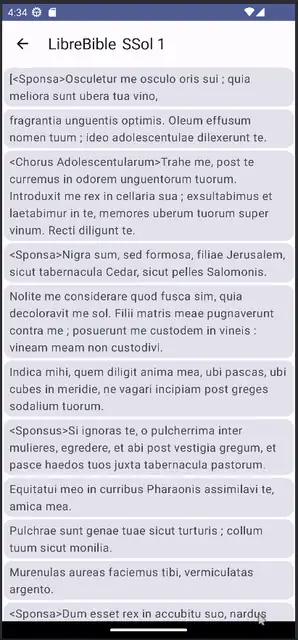 4:34
LibreBible SSol 1
[<Sponsa>Osculetur me osculo oris sui ; quia
meliora sunt ubera tua vino,
fragrantia unguentis optimis. Oleum effusum
nomen tuum ; ideo adolescentulae dilexerunt te.
<Chorus Adolescentularum>Trahe me, post te
curremus in odorem unguentorum tuorum.
Introduxit me rex in cellaria sua ; exsultabimus et
laetabimur in te, memores uberum tuorum super
vinum. Recti diligunt te.
<Sponsa>Nigra sum, sed formosa, filiae Jerusalem,
sicut tabernacula Cedar, sicut pelles Salomonis.
Nolite me considerare quod fusca sim, quia
decoloravit me sol. Filii matris meae pugnaverunt
contra me ; posuerunt me custodem in vineis :
vineam meam non custodivi.
Indica mihi, quem diligit anima mea, ubi pascas, ubi
cubes in meridie, ne vagari incipiam post greges
sodalium tuorum.
<Sponsus>Si ignoras te, o pulcherrima inter
mulieres, egredere, et abi post vestigia gregum, et
pasce haedos tuos juxta tabernacula pastorum.
Equitatui meo in curribus Pharaonis assimilavi te,
amica mea.
Pulchrae sunt genae tuae sicut turturis ; collum
tuum sicut monilia.
Murenulas aureas faciemus tibi, vermiculatas
argento.
<Sponsa>Dum esset rex in accubitu suo, nardus